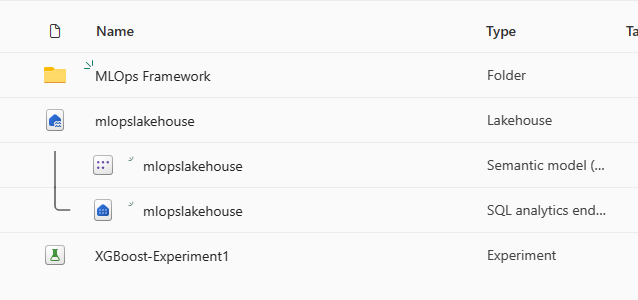 Name Type Ta
MLOps Framework Folder
mlopslakehouse Lakehouse
mlopslakehouse Semantic model (...
mlopslakehouse SQL analytics end...
XGBoost-Experiment1 Experiment